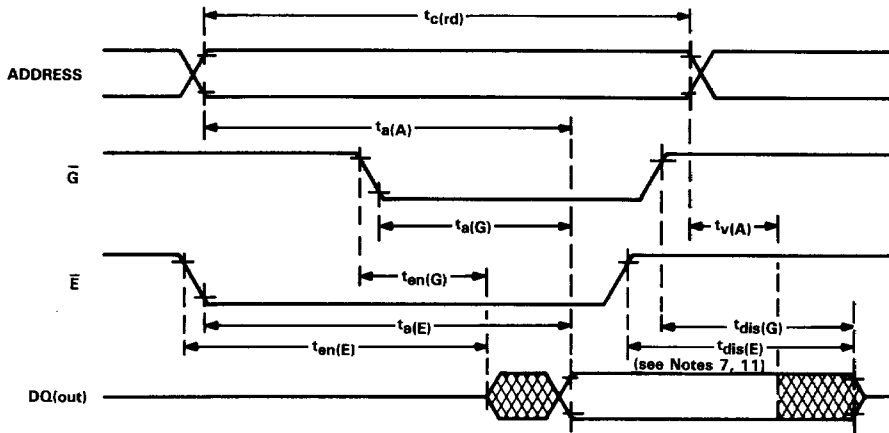 tc(rd)
ADDRESS
ta(A)
G̅
ta(G)
tv(A)
E̅
ten(G)
ta(E)
tdis(G)
ten(E)
tdis(E)
(see Notes 7, 11)
DQ(out)